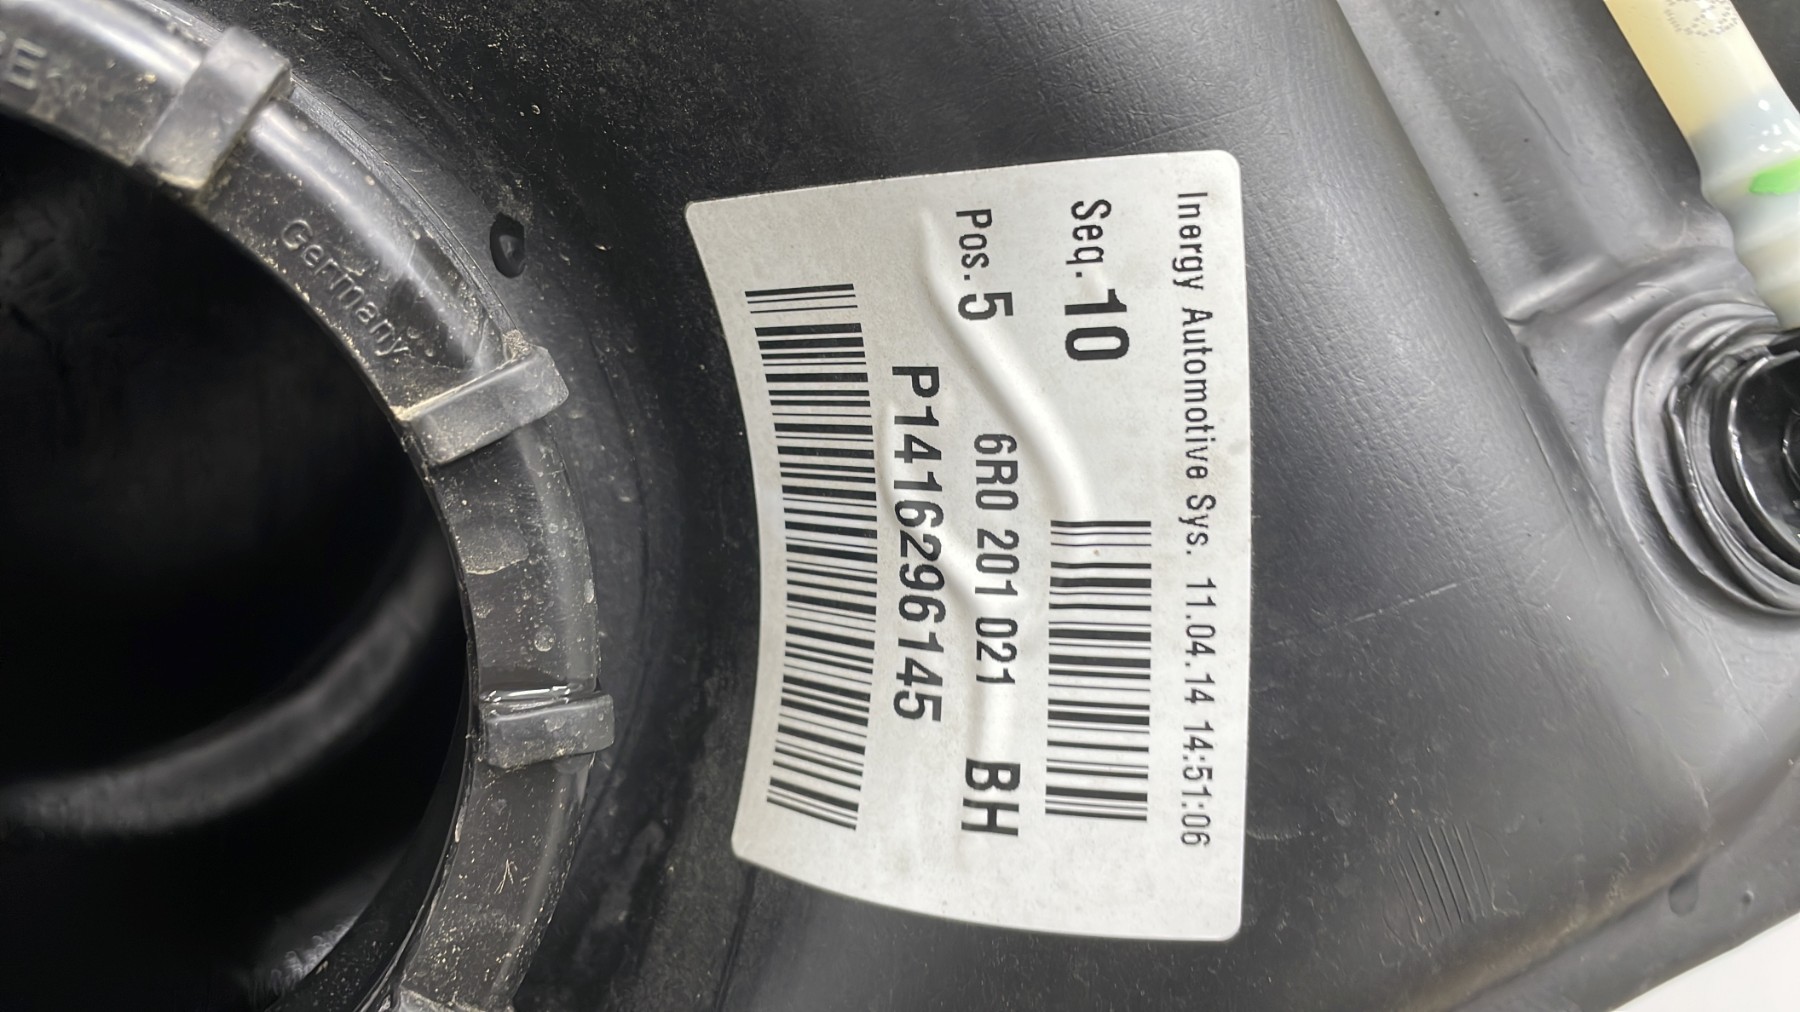 Inergy Automotive Sys. 11.04.14 14:51:06
Seq. 10
Pos. 5
6R0 201 021 BH
P1416296145
Germany